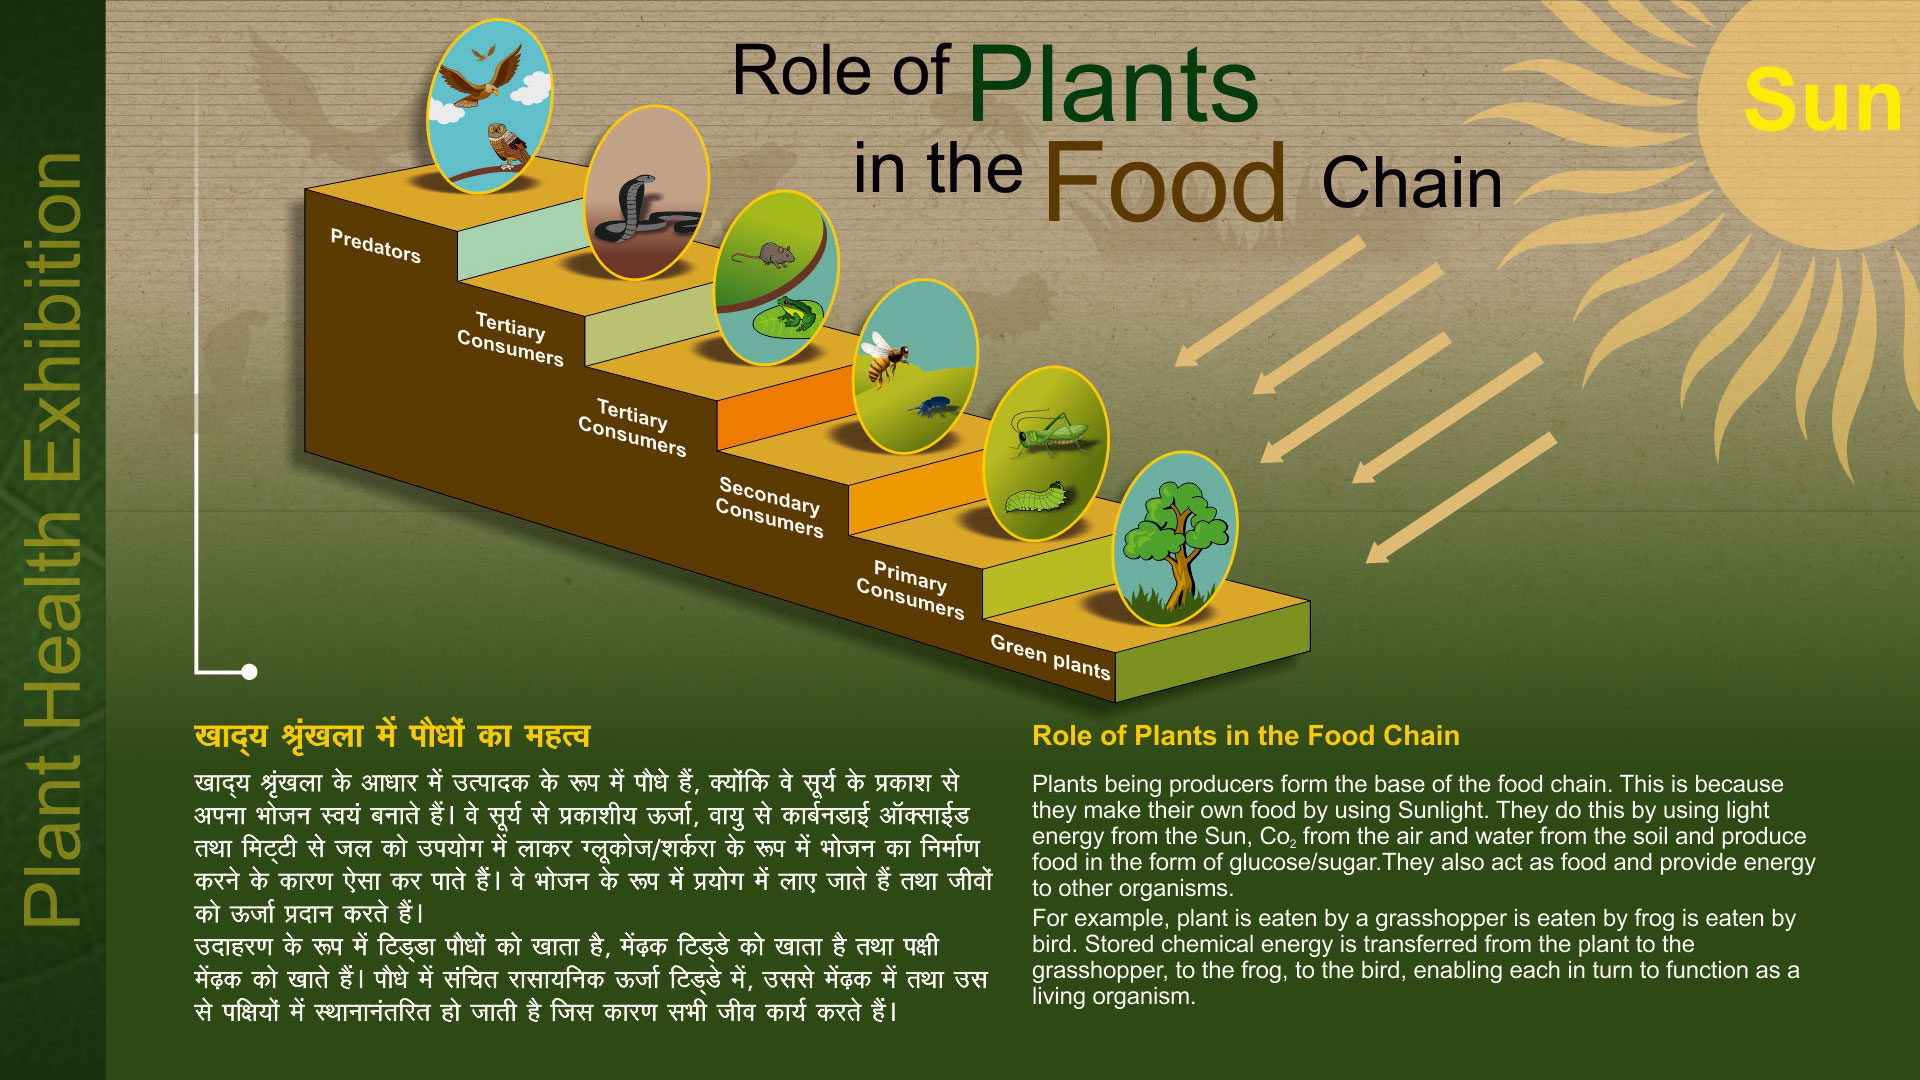 Plant Health Exhibition
Role of Plants
in the Food Chain
Sun
Predators
Tertiary
Consumers
Tertiary
Consumers
Secondary
Consumers
Primary
Consumers
Green plants
खाद्य श्रृंखला में पौधों का महत्व
खाद्य श्रृंखला के आधार में उत्पादक के रूप में पौधे हैं, क्योंकि वे सूर्य के प्रकाश से
अपना भोजन स्वयं बनाते हैं। वे सूर्य से प्रकाशीय ऊर्जा, वायु से कार्बनडाई ऑक्साईड
तथा मिट्टी से जल को उपयोग में लाकर ग्लूकोज/शर्करा के रूप में भोजन का निर्माण
करने के कारण ऐसा कर पाते हैं। वे भोजन के रूप में प्रयोग में लाए जाते हैं तथा जीवों
को ऊर्जा प्रदान करते हैं।
उदाहरण के रूप में टिड्डा पौधों को खाता है, मेंढ़क टिड्डे को खाता है तथा पक्षी
मेंढ़क को खाते हैं। पौधे में संचित रासायनिक ऊर्जा टिड्डे में, उससे मेंढ़क में तथा उस
से पक्षियों में स्थानानंतरित हो जाती है जिस कारण सभी जीव कार्य करते हैं।
Role of Plants in the Food Chain
Plants being producers form the base of the food chain. This is because
they make their own food by using Sunlight. They do this by using light
energy from the Sun, Co₂ from the air and water from the soil and produce
food in the form of glucose/sugar.They also act as food and provide energy
to other organisms.
For example, plant is eaten by a grasshopper is eaten by frog is eaten by
bird. Stored chemical energy is transferred from the plant to the
grasshopper, to the frog, to the bird, enabling each in turn to function as a
living organism.